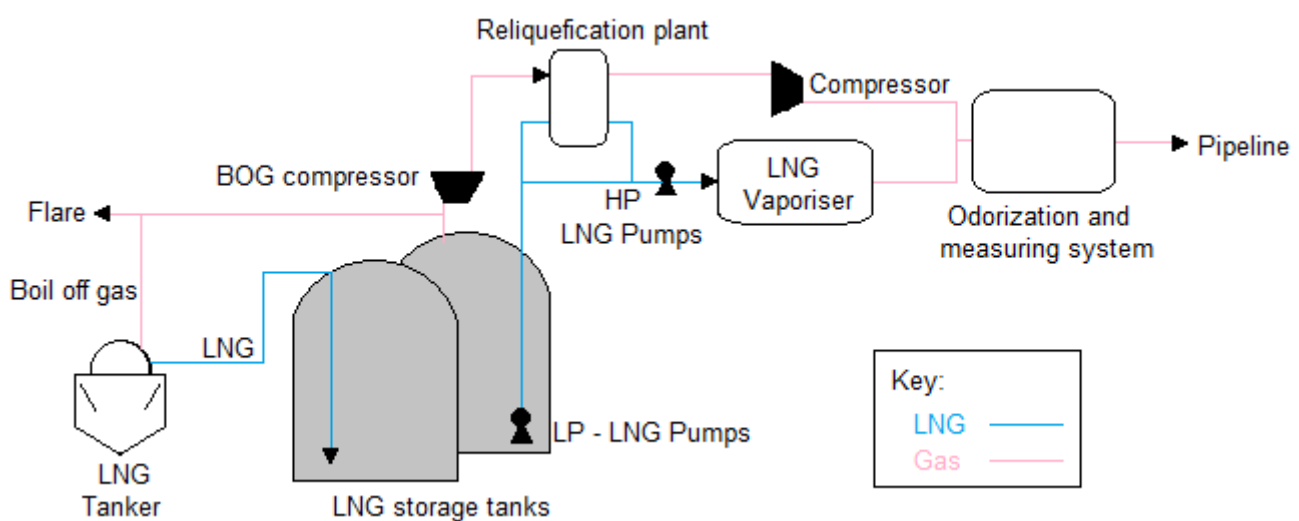 Reliquefication plant
Compressor
BOG compressor
LNG
Vaporiser
Pipeline
Flare
HP
LNG Pumps
Odorization and
measuring system
Boil off gas
LNG
Key:
LNG
Gas
LP - LNG Pumps
LNG
Tanker
LNG storage tanks